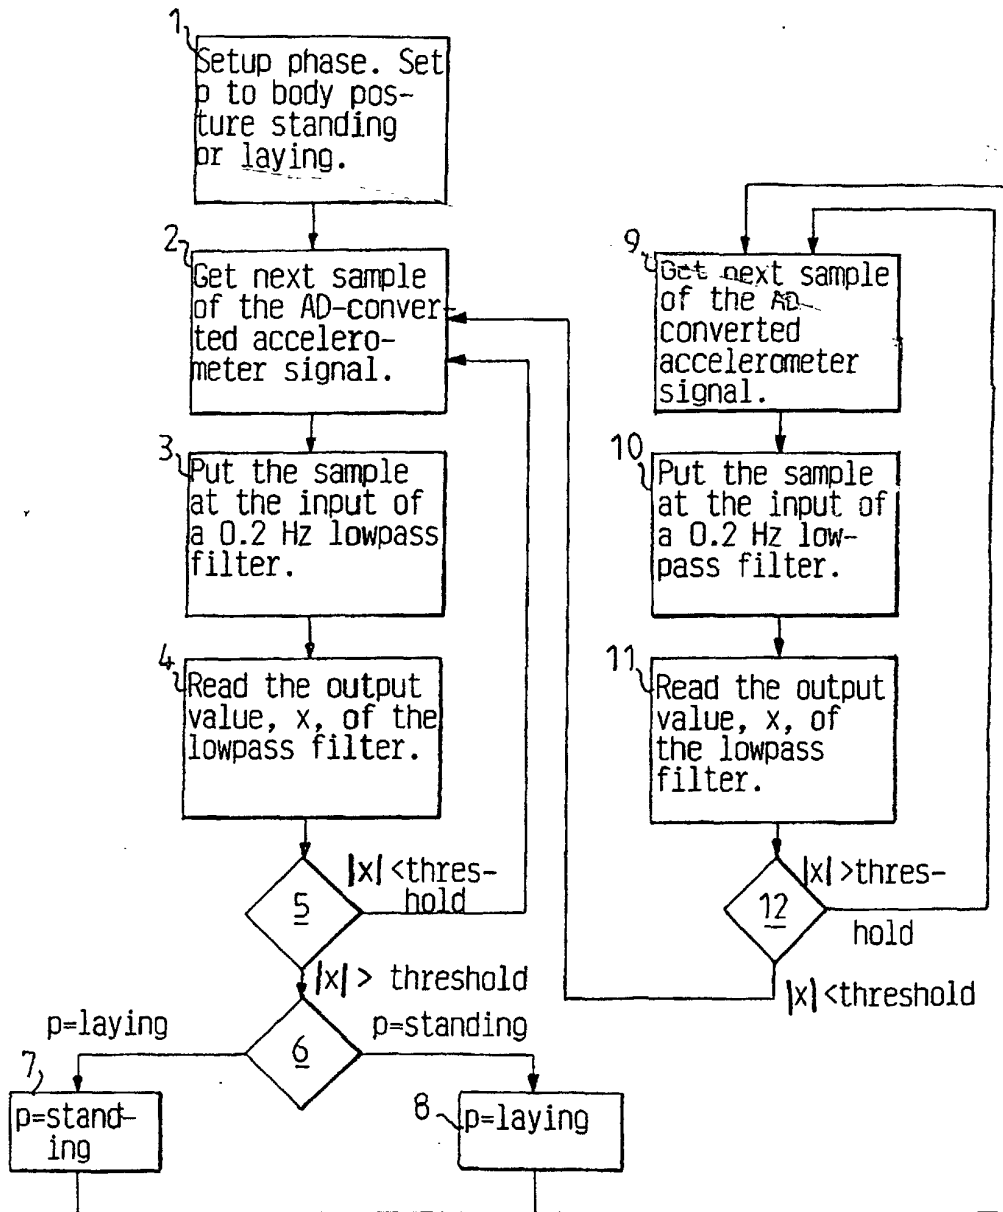 1
Setup phase. Set
p to body pos-
ture standing
or laying.
2
Get next sample
of the AD-conver-
ted accelero-
meter signal.
3
Put the sample
at the input of
a 0.2 Hz lowpass
filter.
4
Read the output
value, x, of the
lowpass filter.
5
|x| <thres-
hold
|x| > threshold
6
p=laying
p=standing
7
p=stand-
ing
8
p=laying
9
Get next sample
of the AD-
converted
accelerometer
signal.
10
Put the sample
at the input of
a 0.2 Hz low-
pass filter.
11
Read the output
value, x, of
the lowpass
filter.
12
|x| >thres-
hold
|x|<threshold